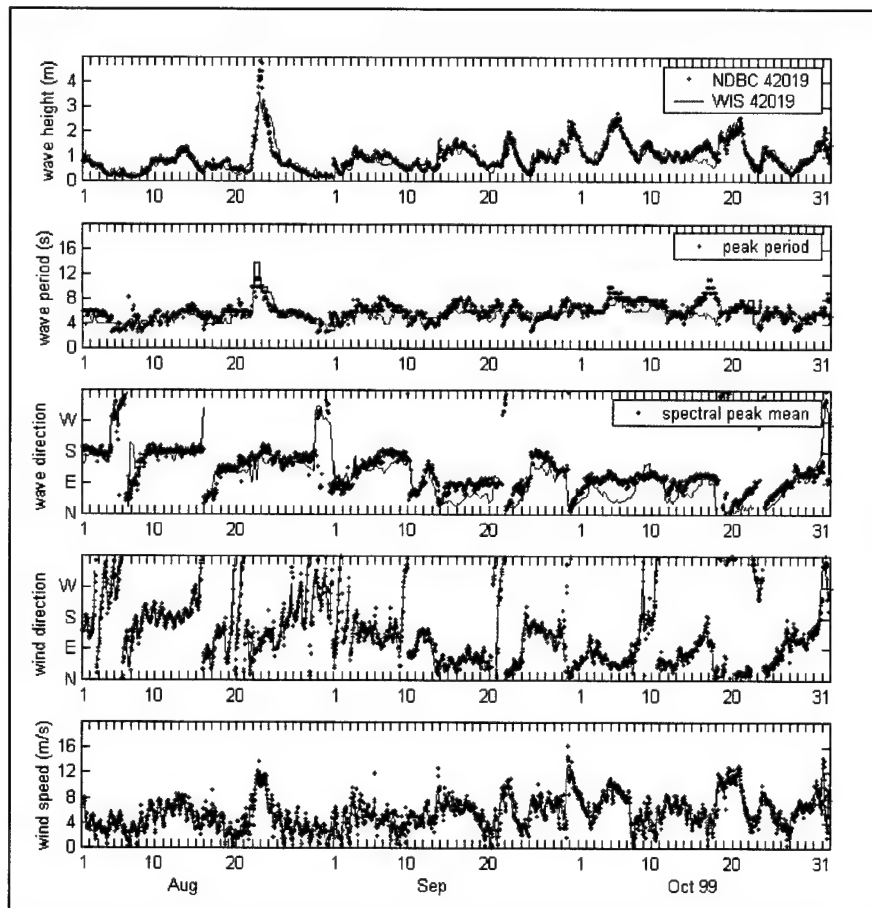 wave height (m)
4
3
2
1
0
NDBC 42019
WIS 42019
1 10 20 1 10 20 1 10 20 31
wave period (s)
16
12
8
4
0
peak period
1 10 20 1 10 20 1 10 20 31
wave direction
W
S
E
N
spectral peak mean
1 10 20 1 10 20 1 10 20 31
wind direction
W
S
E
N
1 10 20 1 10 20 1 10 20 31
wind speed (m/s)
16
12
8
4
0
1 10 20 1 10 20 1 10 20 31
Aug Sep Oct 99